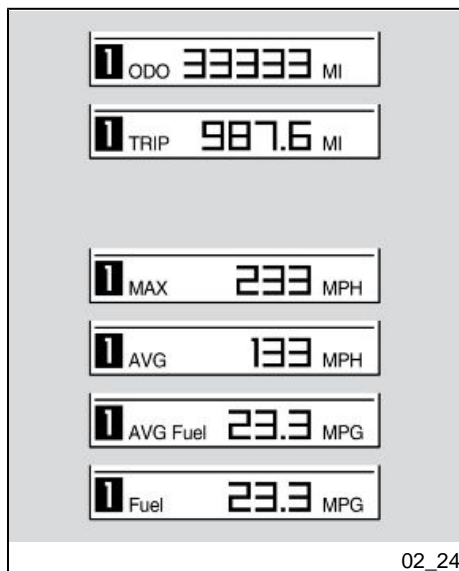 1 ODO 33333 MI
1 TRIP 987.6 MI
1 MAX 233 MPH
1 AVG 133 MPH
1 AVG Fuel 23.3 MPG
1 Fuel 23.3 MPG
02_24